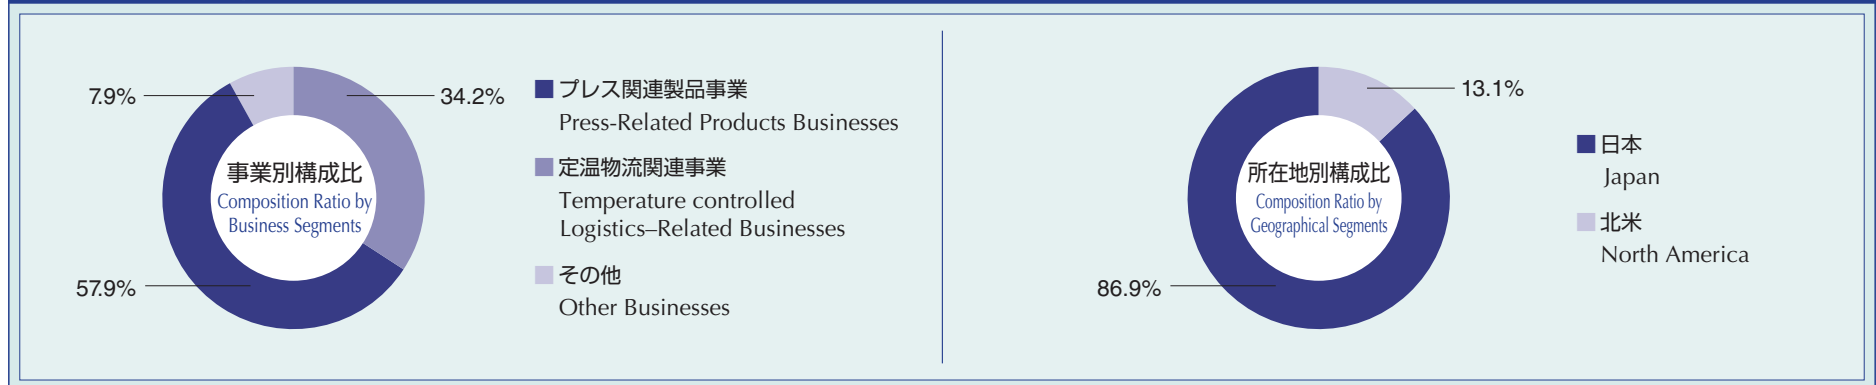 7.9%
34.2%
57.9%
事業別構成比
Composition Ratio by
Business Segments
プレス関連製品事業
Press-Related Products Businesses
定温物流関連事業
Temperature controlled
Logistics–Related Businesses
その他
Other Businesses
13.1%
86.9%
所在地別構成比
Composition Ratio by
Geographical Segments
日本
Japan
北米
North America